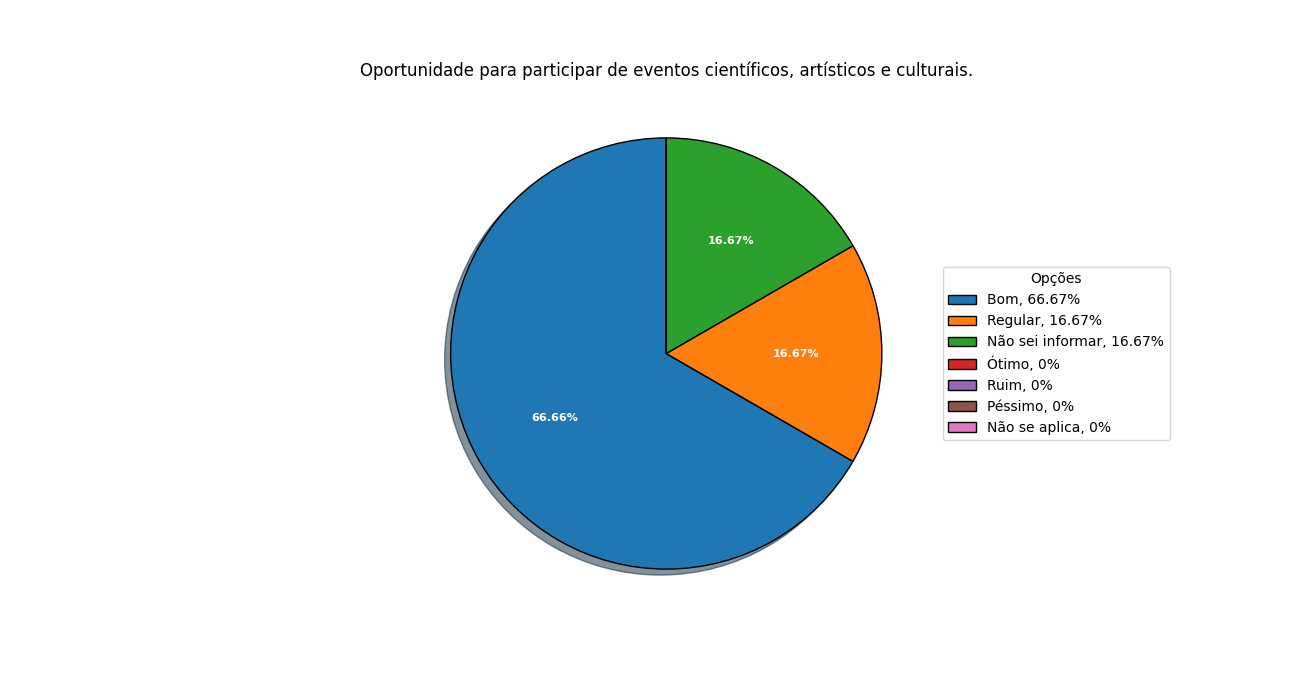 Oportunidade para participar de eventos científicos, artísticos e culturais.
16.67%
16.67%
66.66%
Opções
Bom, 66.67%
Regular, 16.67%
Não sei informar, 16.67%
Ótimo, 0%
Ruim, 0%
Péssimo, 0%
Não se aplica, 0%